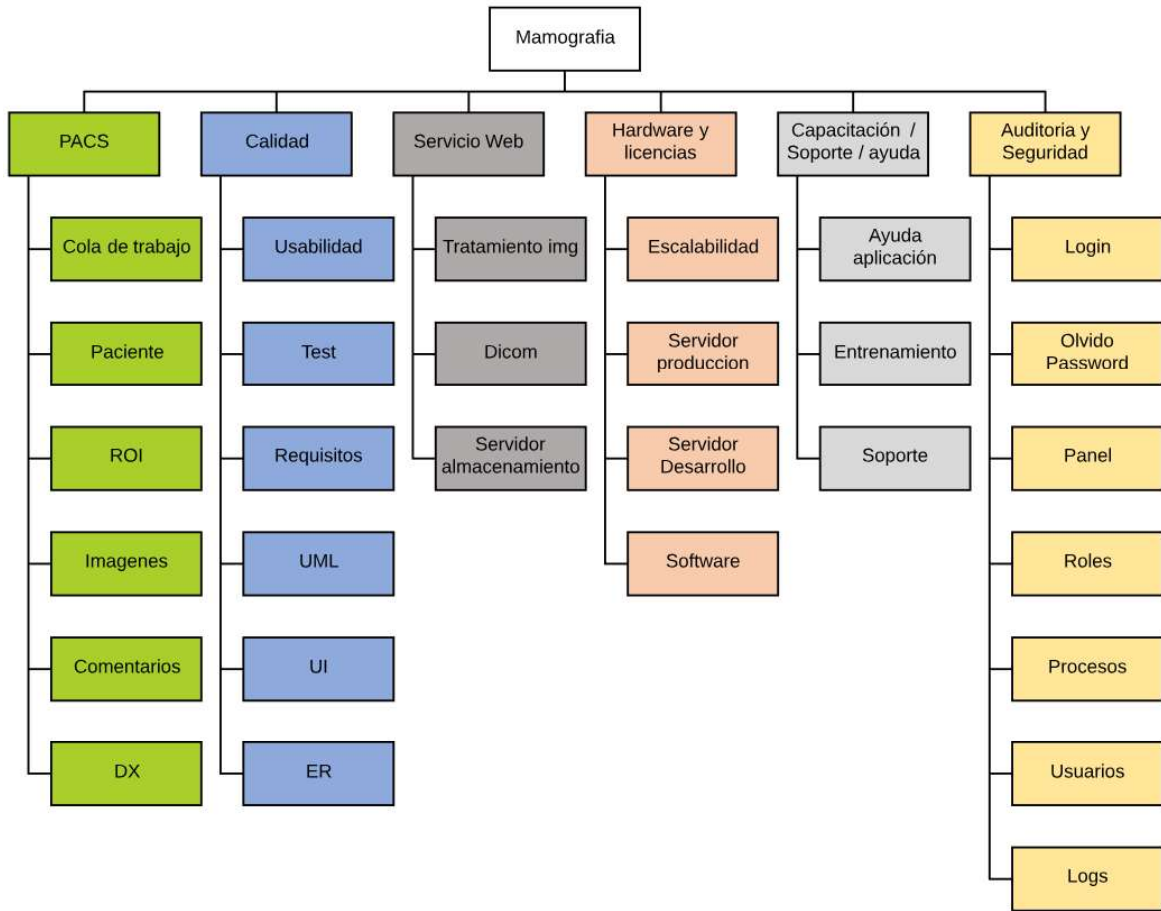 Mamografia
PACS
Calidad
Servicio Web
Hardware y
licencias
Capacitación /
Soporte / ayuda
Auditoria y
Seguridad
Cola de trabajo
Usabilidad
Tratamiento img
Escalabilidad
Ayuda
aplicación
Login
Paciente
Test
Dicom
Servidor
produccion
Entrenamiento
Olvido
Password
ROI
Requisitos
Servidor
almacenamiento
Servidor
Desarrollo
Soporte
Panel
Imagenes
UML
Software
Roles
Comentarios
UI
Procesos
DX
ER
Usuarios
Logs